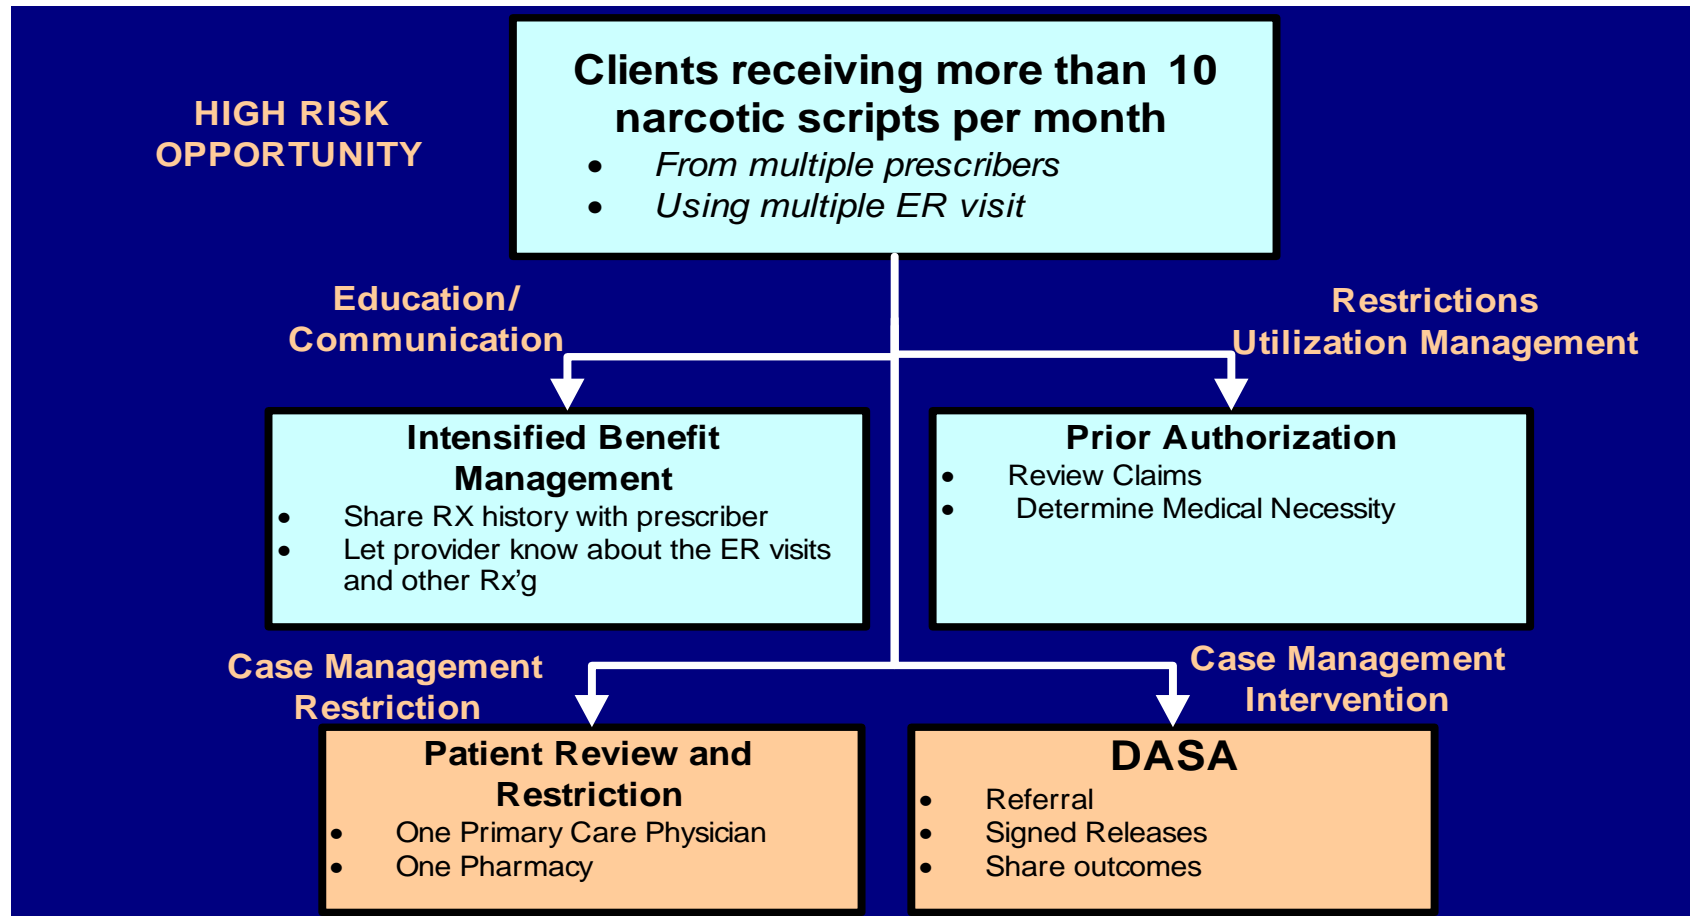 HIGH RISK
OPPORTUNITY
Clients receiving more than 10
narcotic scripts per month
• From multiple prescribers
• Using multiple ER visit
Education/
Communication
Restrictions
Utilization Management
Intensified Benefit
Management
• Share RX history with prescriber
• Let provider know about the ER visits
and other Rx’g
Prior Authorization
• Review Claims
• Determine Medical Necessity
Case Management
Restriction
Case Management
Intervention
Patient Review and
Restriction
• One Primary Care Physician
• One Pharmacy
DASA
• Referral
• Signed Releases
• Share outcomes